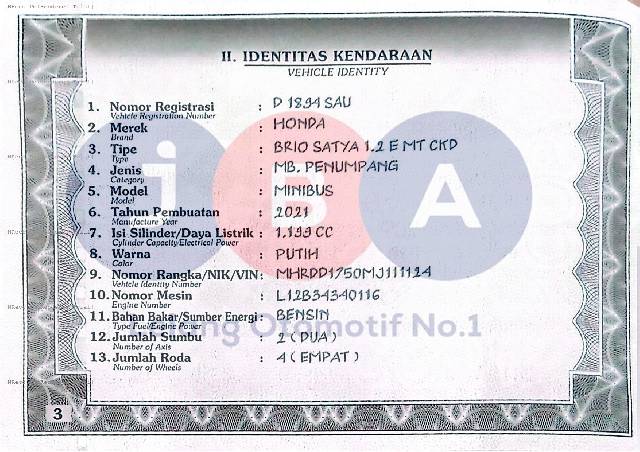 II. IDENTITAS KENDARAAN
VEHICLE IDENTITY
1. Nomor Registrasi : D 1894 SAU
Vehicle Registration Number
2. Merek : HONDA
Brand
3. Tipe : BRIO SATYA 1.2 E MT CKD
Type
4. Jenis : MB. PENUMPANG
Category
5. Model : MINIBUS
Model
6. Tahun Pembuatan : 2021
Manufacture Year
7. Isi Silinder/Daya Listrik : 1.199 CC
Cylinder Capacity/Electrical Power
8. Warna : PUTIH
Color
9. Nomor Rangka/NIK/VIN : MHRDD1750MJ111124
Vehicle Identity Number
10. Nomor Mesin : L12B34340116
Engine Number
11. Bahan Bakar/Sumber Energi : BENSIN
Type Fuel/Engine Power
12. Jumlah Sumbu : 2 ( DUA )
Number of Axis
13. Jumlah Roda : 4 ( EMPAT )
Number of Wheels
iBA
Otomotif No.1
3